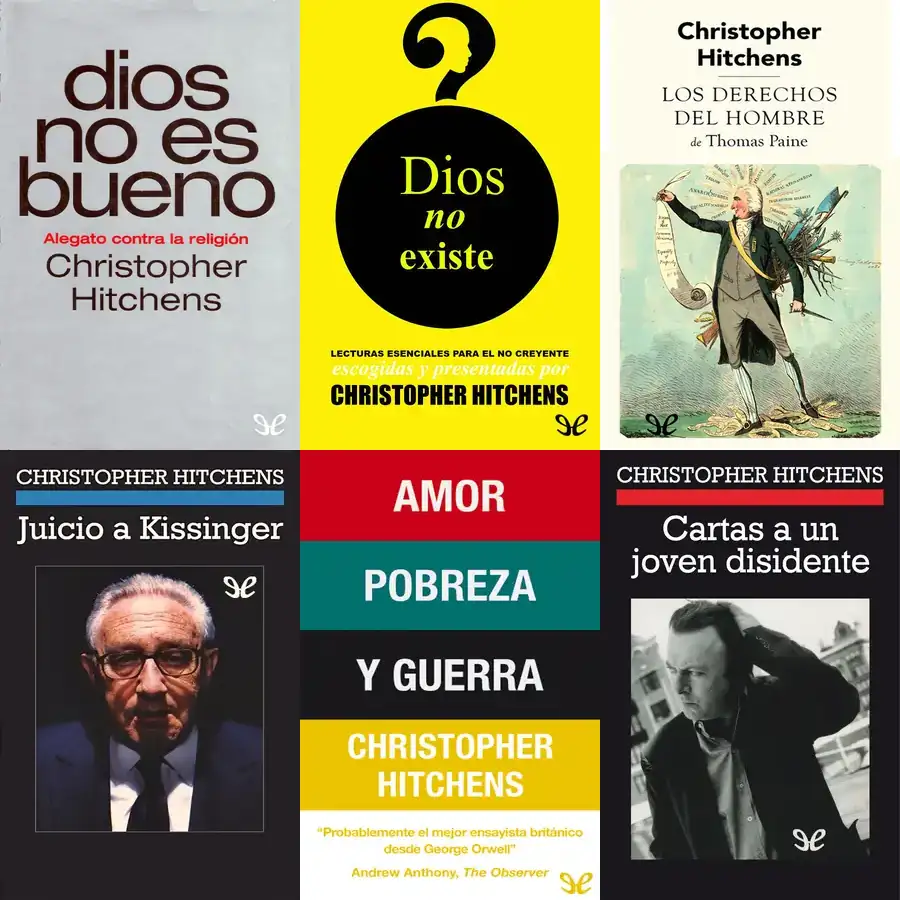 dios
no es
bueno
Alegato contra la religión
Christopher
Hitchens
Dios
no
existe
LECTURAS ESENCIALES PARA EL NO CREYENTE
escogidas y presentadas por
CHRISTOPHER HITCHENS
Christopher
Hitchens
LOS DERECHOS
DEL HOMBRE
de Thomas Paine
CHRISTOPHER HITCHENS
Juicio a Kissinger
AMOR
POBREZA
Y GUERRA
CHRISTOPHER
HITCHENS
“Probablemente el mejor ensayista británico
desde George Orwell”
Andrew Anthony, The Observer
CHRISTOPHER HITCHENS
Cartas a un
joven disidente